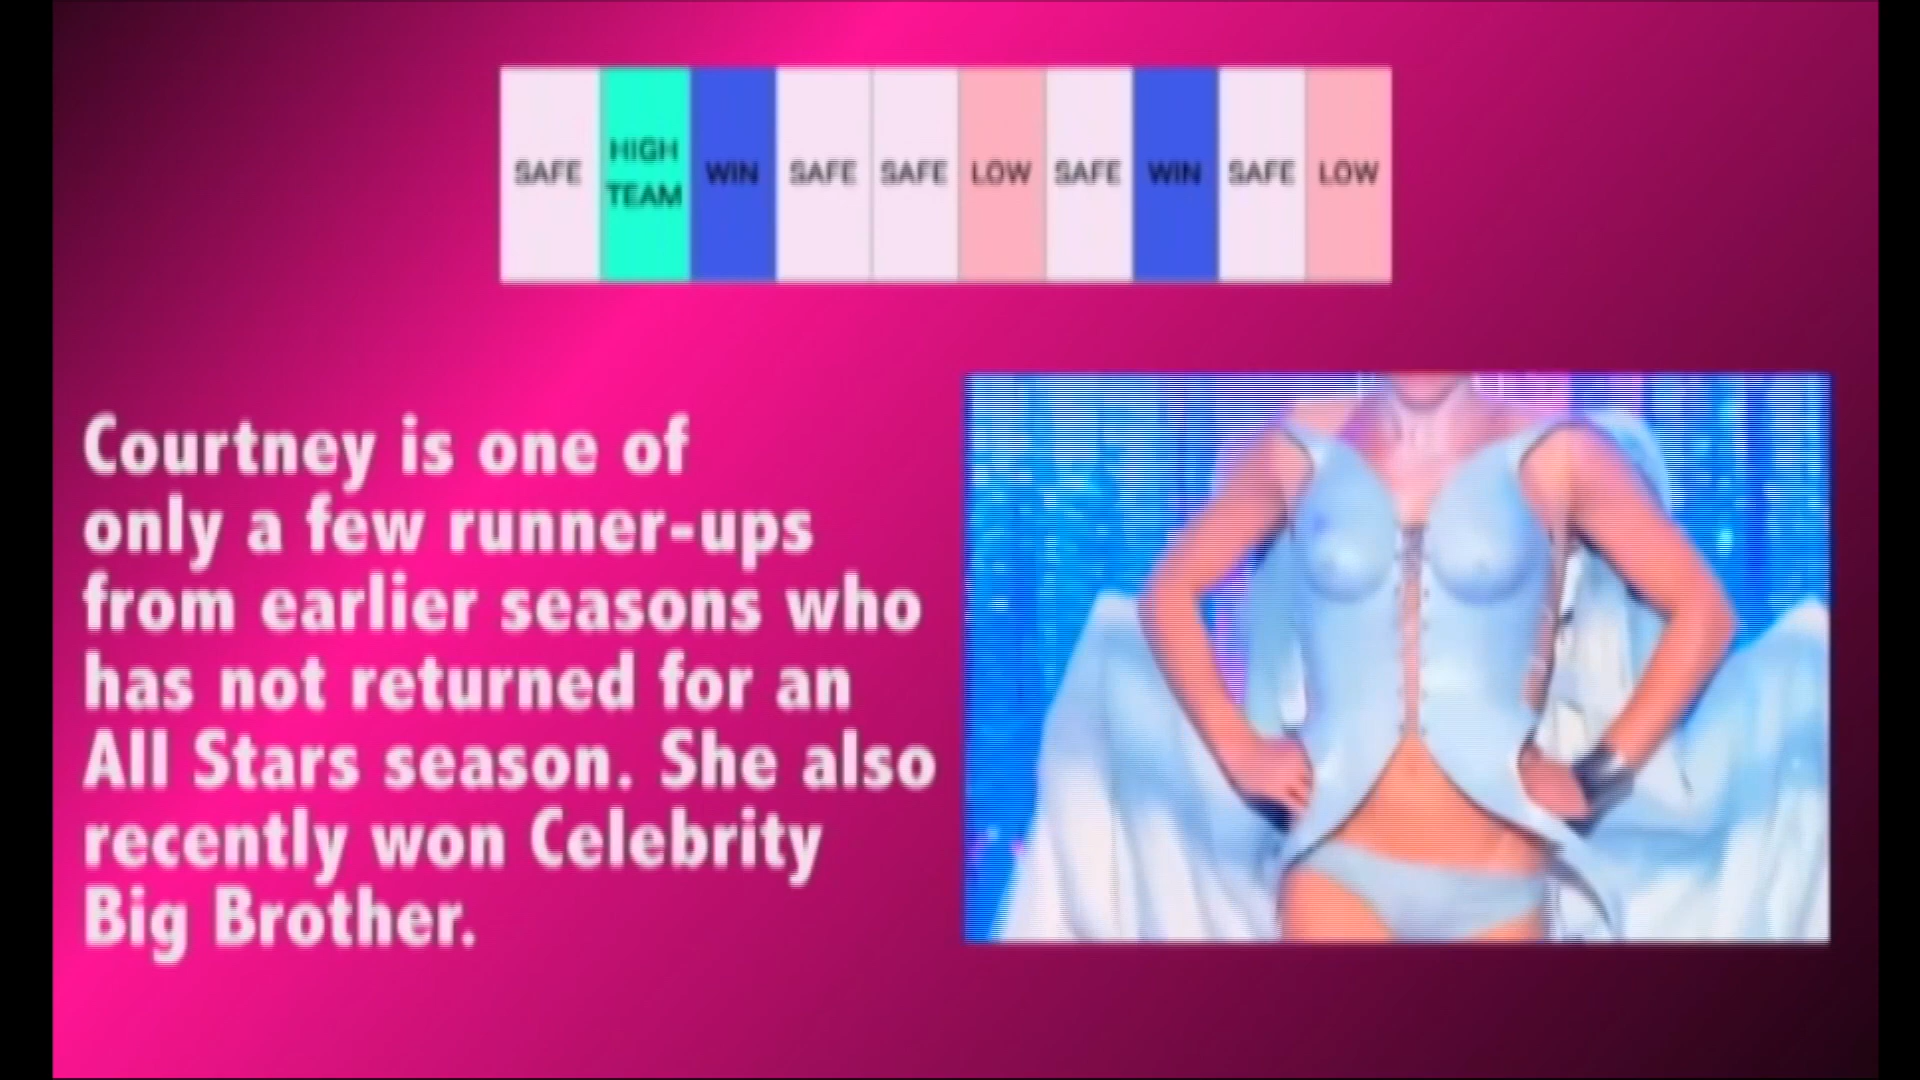 SAFE HIGH TEAM WIN SAFE SAFE LOW SAFE WIN SAFE LOW
Courtney is one of
only a few runner-ups
from earlier seasons who
has not returned for an
All Stars season. She also
recently won Celebrity
Big Brother.